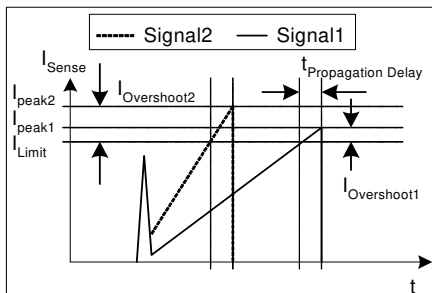 Signal2 Signal1
I_Sense
t_Propagation Delay
I_peak2
I_Overshoot2
I_peak1
I_Limit
I_Overshoot1
t